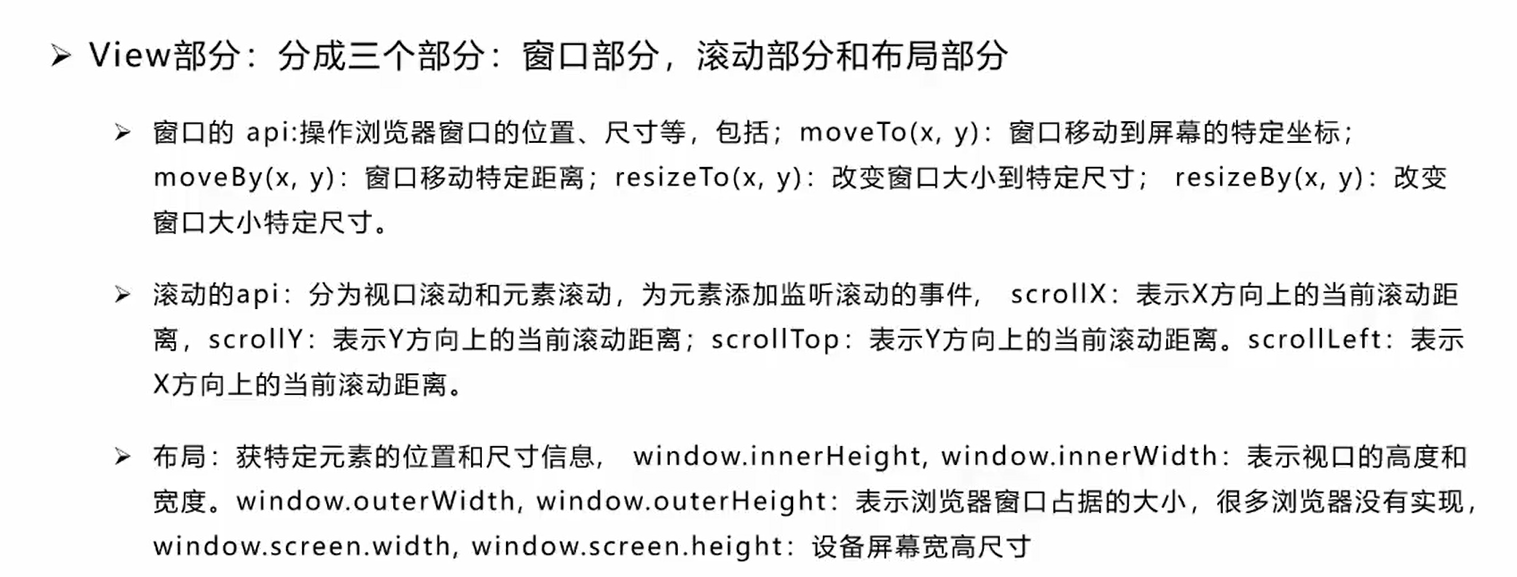 ➢ View部分：分成三个部分：窗口部分，滚动部分和布局部分
➢ 窗口的 api:操作浏览器窗口的位置、尺寸等，包括；moveTo(x, y)：窗口移动到屏幕的特定坐标；
moveBy(x, y)：窗口移动特定距离；resizeTo(x, y)：改变窗口大小到特定尺寸； resizeBy(x, y)：改变
窗口大小特定尺寸。
➢ 滚动的api：分为视口滚动和元素滚动，为元素添加监听滚动的事件， scrollX：表示X方向上的当前滚动距
离，scrollY：表示Y方向上的当前滚动距离；scrollTop：表示Y方向上的当前滚动距离。scrollLeft：表示
X方向上的当前滚动距离。
➢ 布局：获特定元素的位置和尺寸信息， window.innerHeight, window.innerWidth：表示视口的高度和
宽度。window.outerWidth, window.outerHeight：表示浏览器窗口占据的大小，很多浏览器没有实现，
window.screen.width, window.screen.height：设备屏幕宽高尺寸